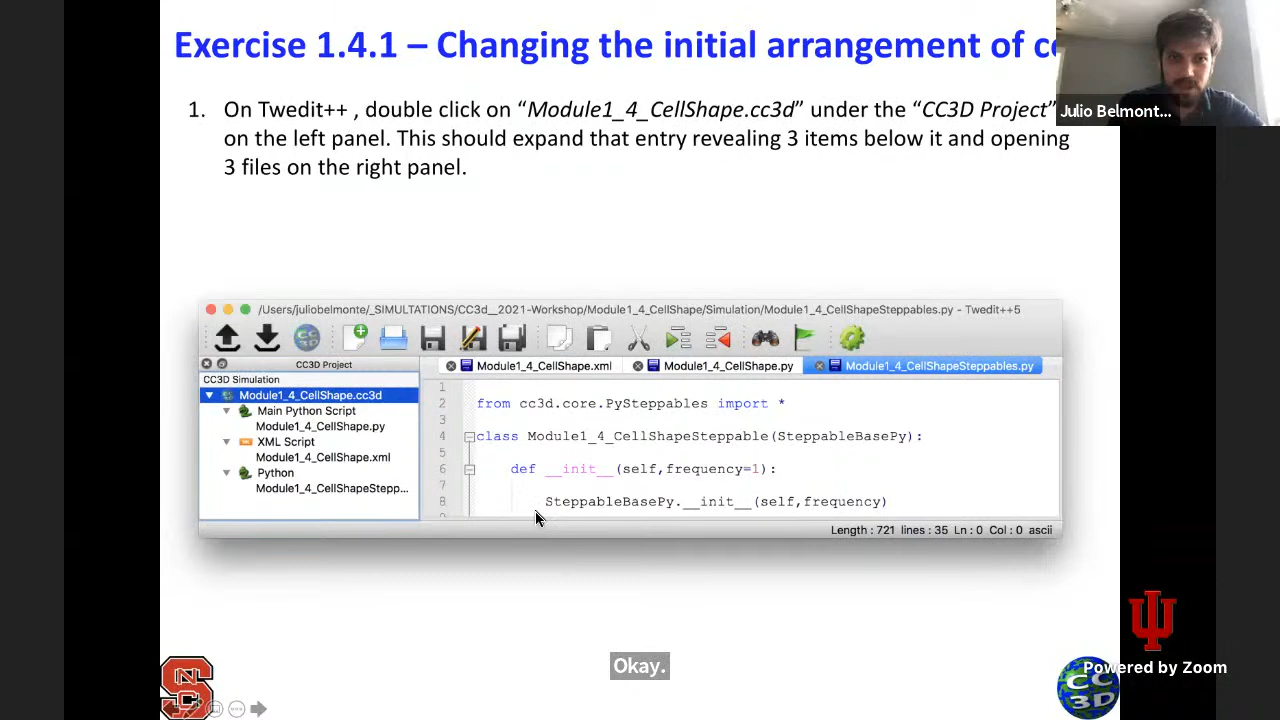 Exercise 1.4.1 – Changing the initial arrangement of
Julio Belmont...
1. On Twedit++ , double click on “Module1_4_CellShape.cc3d” under the “CC3D Project”
on the left panel. This should expand that entry revealing 3 items below it and opening
3 files on the right panel.
/Users/juliobelmonte/_SIMULTATIONS/CC3d__2021-Workshop/Module1_4_CellShape/Simulation/Module1_4_CellShapeSteppables.py - Twedit++5
CC3D Project
Module1_4_CellShape.xml
Module1_4_CellShape.py
Module1_4_CellShapeSteppables.py
CC3D Simulation
Module1_4_CellShape.cc3d
Main Python Script
Module1_4_CellShape.py
XML Script
Module1_4_CellShape.xml
Python
Module1_4_CellShapeStepp...
1
2 from cc3d.core.PySteppables import *
3
4 class Module1_4_CellShapeSteppable(SteppableBasePy):
5
6 def __init__(self,frequency=1):
7
8 SteppableBasePy.__init__(self,frequency)
Length : 721 lines : 35 Ln : 0 Col : 0 ascii
Okay.
Powered by Zoom
CC
3D